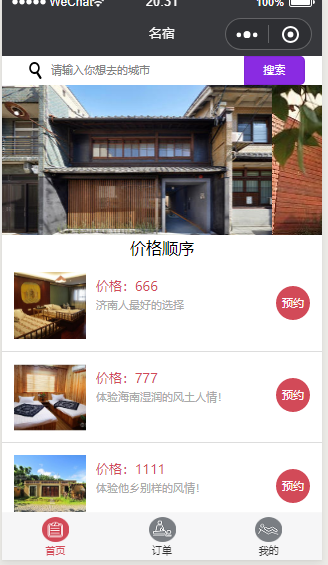 WeChat
20:31
100%
名宿
请输入你想去的城市
搜索
价格顺序
价格：666
济南人最好的选择
预约
价格：777
体验海南湿润的风土人情！
预约
价格：1111
体验他乡别样的风情！
预约
首页
订单
我的